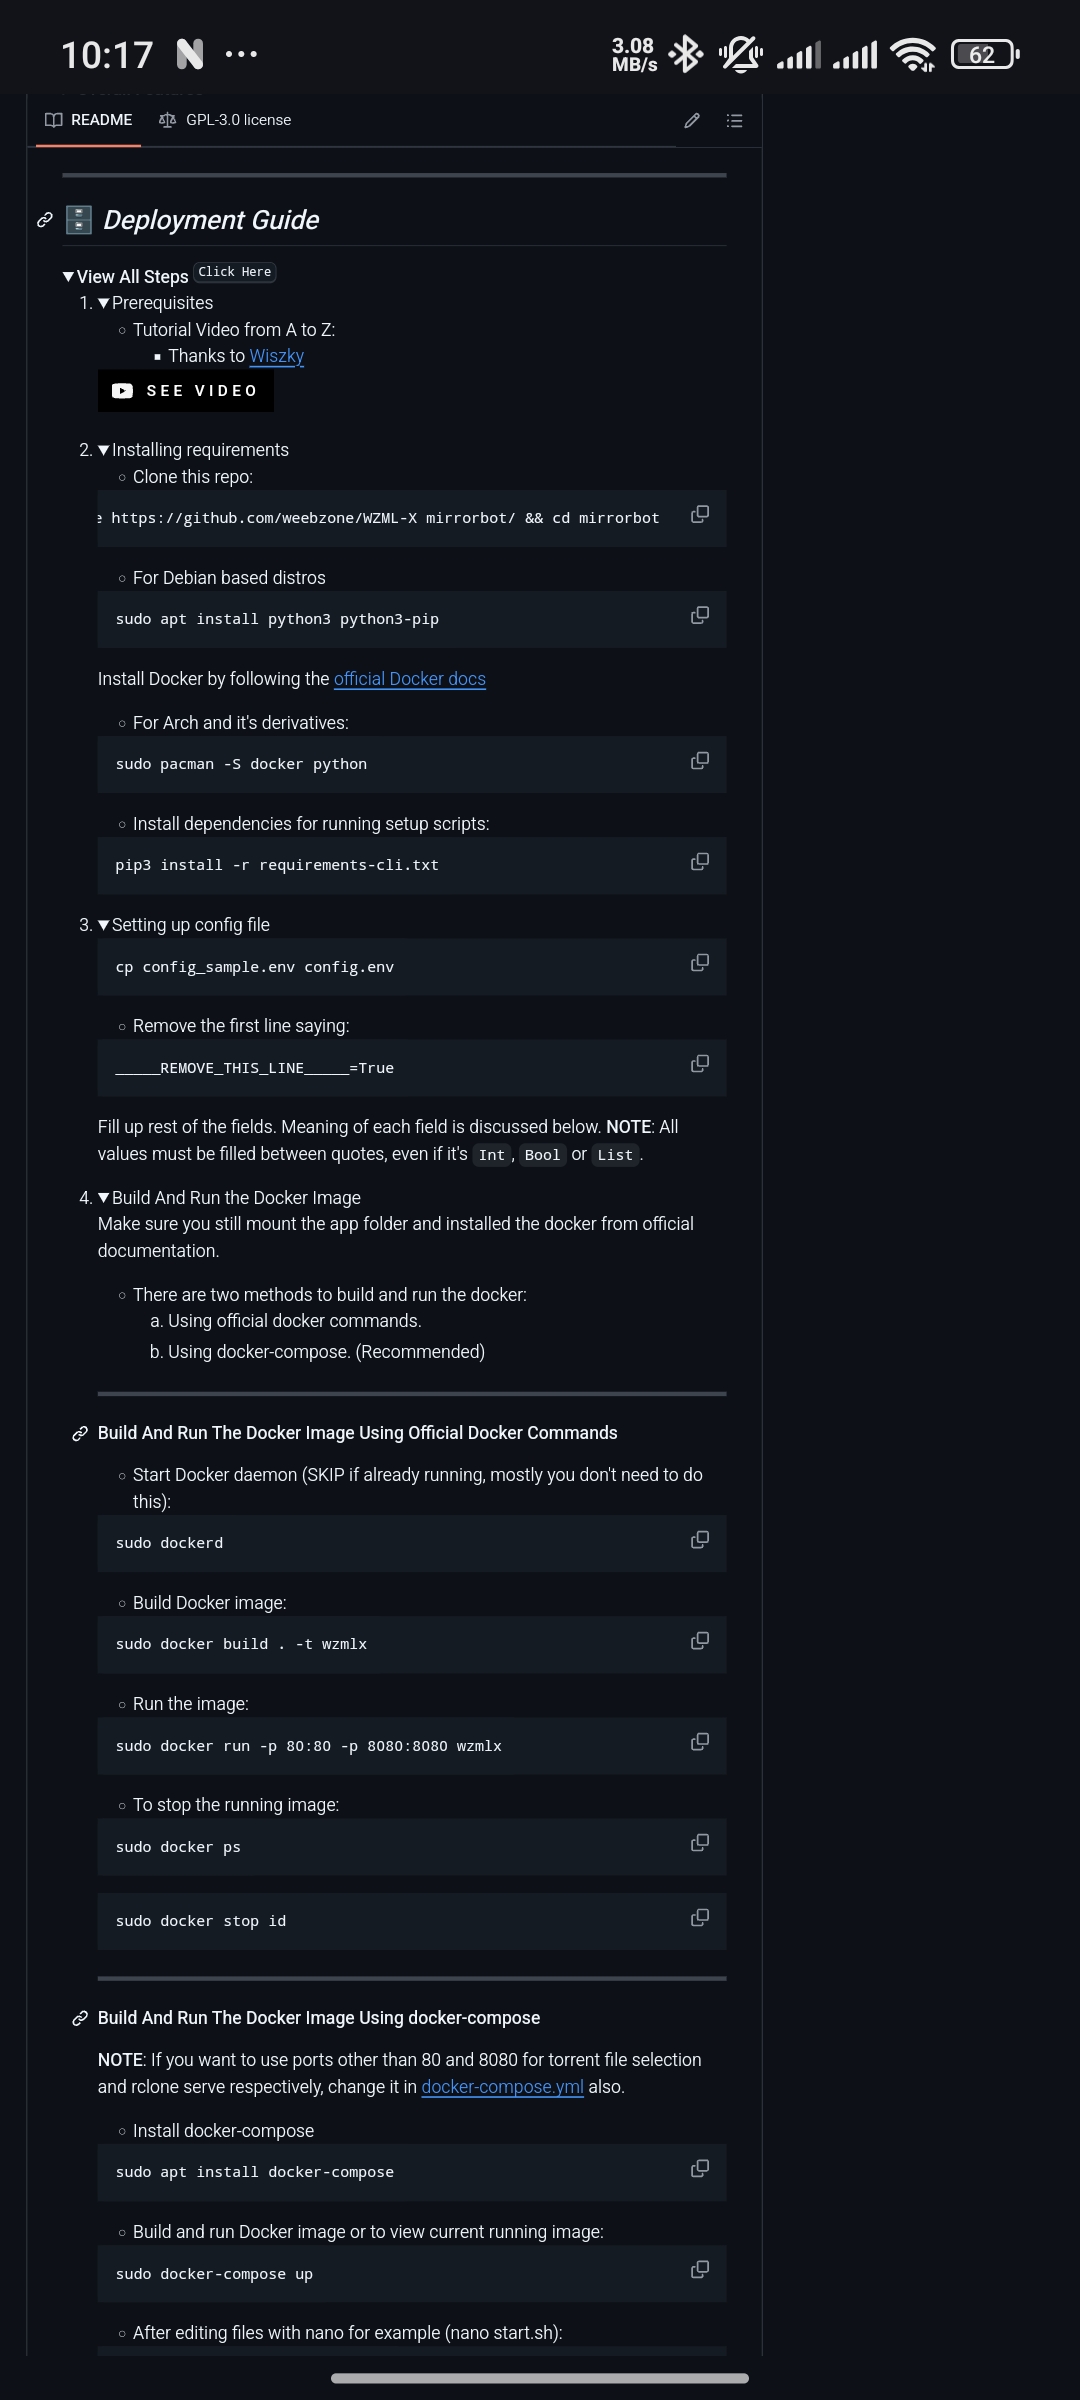 10:17
3.08
MB/s
62
README
GPL-3.0 license
Deployment Guide
View All Steps Click Here
1. Prerequisites
Tutorial Video from A to Z:
Thanks to Wiszky
SEE VIDEO
2. Installing requirements
Clone this repo:
e https://github.com/weebzone/WZML-X mirrorbot/ && cd mirrorbot
For Debian based distros
sudo apt install python3 python3-pip
Install Docker by following the official Docker docs
For Arch and it's derivatives:
sudo pacman -S docker python
Install dependencies for running setup scripts:
pip3 install -r requirements-cli.txt
3. Setting up config file
cp config_sample.env config.env
Remove the first line saying:
_____REMOVE_THIS_LINE_____=True
Fill up rest of the fields. Meaning of each field is discussed below. NOTE: All
values must be filled between quotes, even if it's Int, Bool or List.
4. Build And Run the Docker Image
Make sure you still mount the app folder and installed the docker from official
documentation.
There are two methods to build and run the docker:
a. Using official docker commands.
b. Using docker-compose. (Recommended)
Build And Run The Docker Image Using Official Docker Commands
Start Docker daemon (SKIP if already running, mostly you don't need to do
this):
sudo dockerd
Build Docker image:
sudo docker build . -t wzmlx
Run the image:
sudo docker run -p 80:80 -p 8080:8080 wzmlx
To stop the running image:
sudo docker ps
sudo docker stop id
Build And Run The Docker Image Using docker-compose
NOTE: If you want to use ports other than 80 and 8080 for torrent file selection
and rclone serve respectively, change it in docker-compose.yml also.
Install docker-compose
sudo apt install docker-compose
Build and run Docker image or to view current running image:
sudo docker-compose up
After editing files with nano for example (nano start.sh):